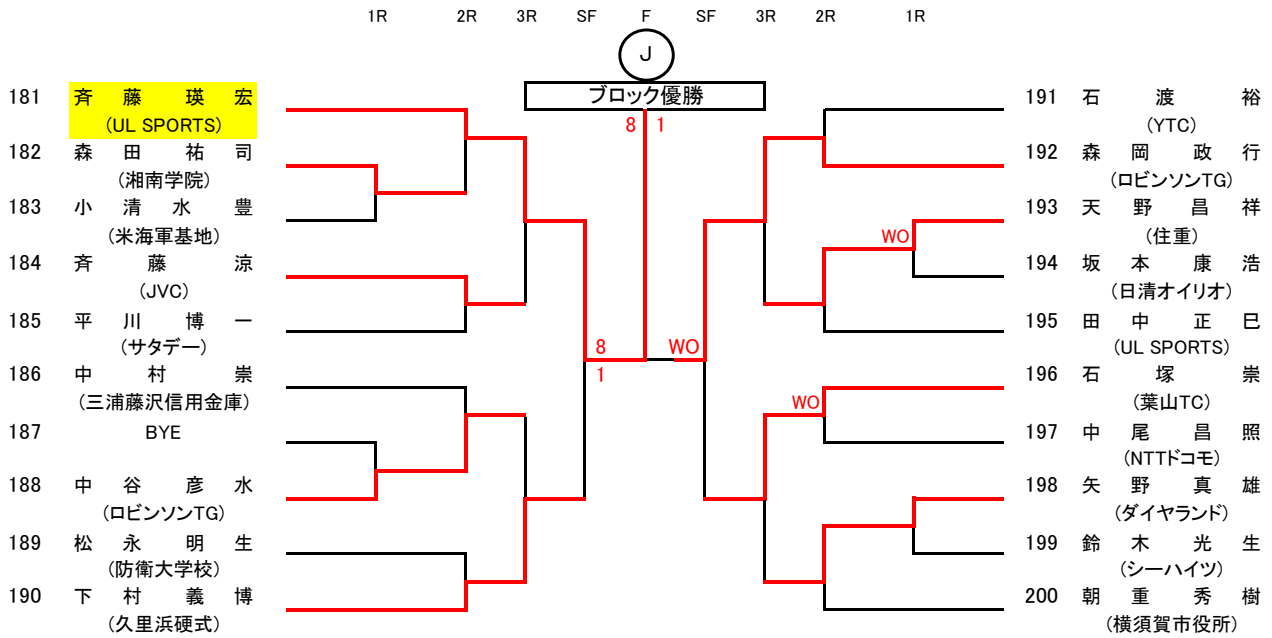 1R 2R 3R SF F SF 3R 2R 1R
J
ブロック優勝
8 1
181 斉藤瑛宏
(UL SPORTS)
182 森田祐司
(湘南学院)
183 小清水豊
(米海軍基地)
184 斉藤涼
(JVC)
185 平川博一
(サタデー)
186 中村崇
(三浦藤沢信用金庫)
187 BYE
188 中谷彦水
(ロビンソンTG)
189 松永明生
(防衛大学校)
190 下村義博
(久里浜硬式)
8
1
WO
191 石渡裕
(YTC)
192 森岡政行
(ロビンソンTG)
193 天野昌祥
(住重)
WO
194 坂本康浩
(日清オイリオ)
195 田中正巳
(UL SPORTS)
196 石塚崇
(葉山TC)
WO
197 中尾昌照
(NTTドコモ)
198 矢野真雄
(ダイヤランド)
199 鈴木光生
(シーハイツ)
200 朝重秀樹
(横須賀市役所)